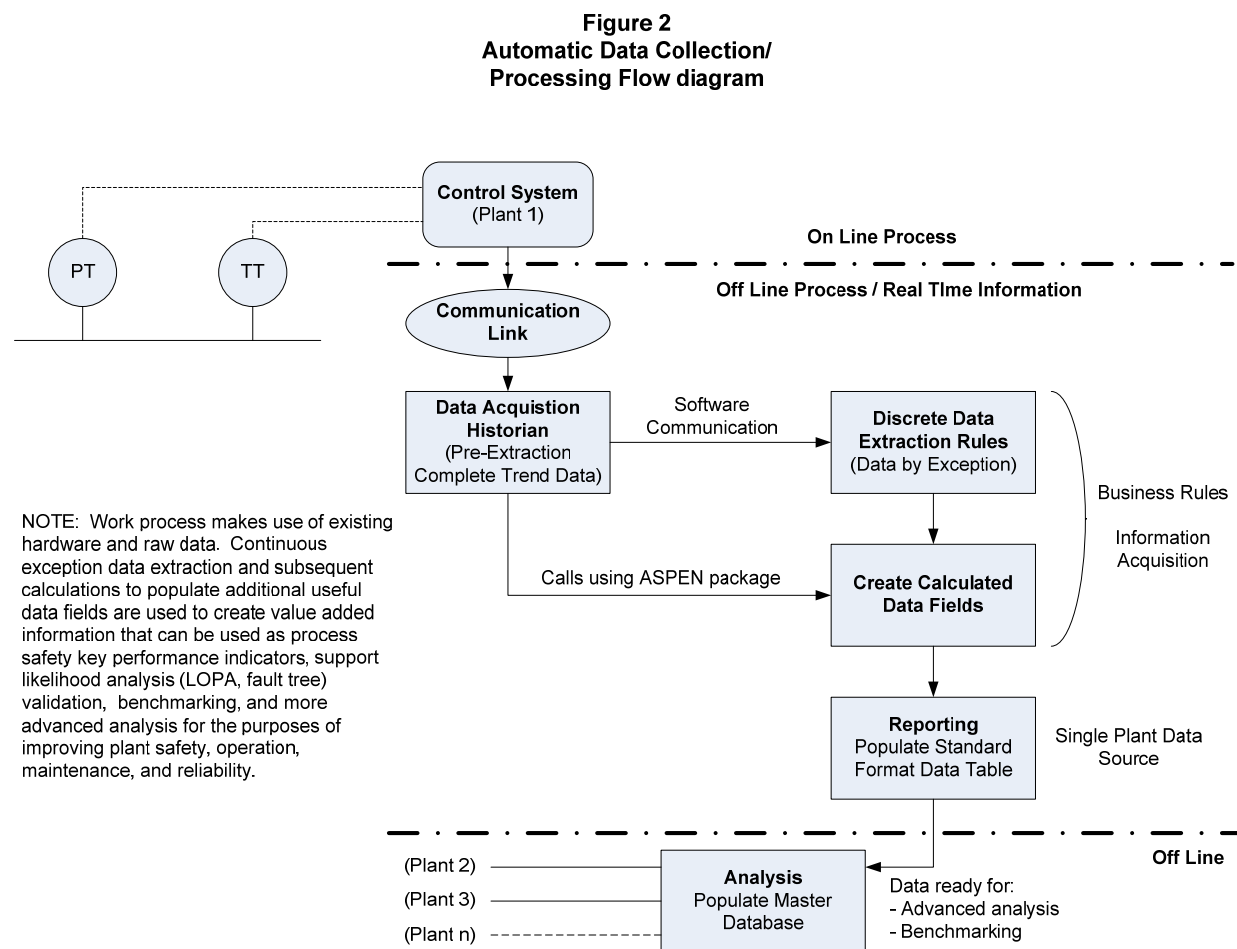 Figure 2
Automatic Data Collection/
Processing Flow diagram
Control System
(Plant 1)
PT
TT
On Line Process
Off Line Process / Real TIme Information
Communication
Link
Data Acquistion
Historian
(Pre-Extraction
Complete Trend Data)
Software
Communication
Discrete Data
Extraction Rules
(Data by Exception)
Business Rules
Information
Acquisition
NOTE: Work process makes use of existing
hardware and raw data. Continuous
exception data extraction and subsequent
calculations to populate additional useful
data fields are used to create value added
information that can be used as process
safety key performance indicators, support
likelihood analysis (LOPA, fault tree)
validation, benchmarking, and more
advanced analysis for the purposes of
improving plant safety, operation,
maintenance, and reliability.
Calls using ASPEN package
Create Calculated
Data Fields
Reporting
Populate Standard
Format Data Table
Single Plant Data
Source
Off Line
(Plant 2)
(Plant 3)
(Plant n)
Analysis
Populate Master
Database
Data ready for:
- Advanced analysis
- Benchmarking